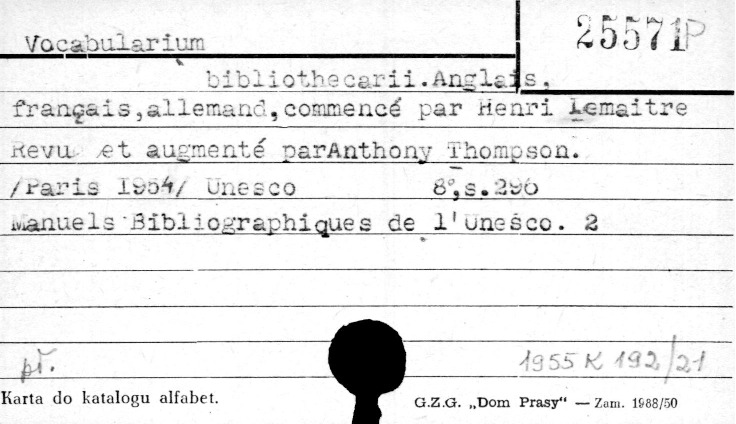 Vocabularium 25571P
bibliothecarii.Anglais.
français,allemand,commencé par Henri Lemaitre
Revu et augmenté parAnthony Thompson.
/Paris 1954/ Unesco 8°,s.296
Manuels Bibliographiques de l'Unesco. 2
pł. 1955 K 192/21
Karta do katalogu alfabet. G.Z.G. „Dom Prasy“ — Zam. 1988/50